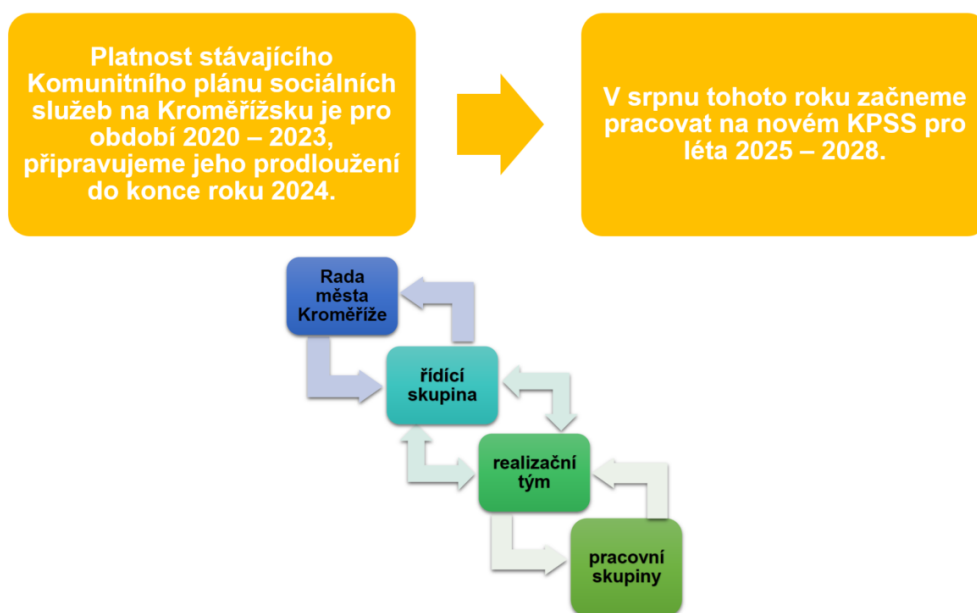 Platnost stávajícího
Komunitního plánu sociálních
služeb na Kroměřížsku je pro
období 2020 – 2023,
připravujeme jeho prodloužení
do konce roku 2024.
V srpnu tohoto roku začneme
pracovat na novém KPSS pro
léta 2025 – 2028.
Rada
města
Kroměříže
řídící
skupina
realizační
tým
pracovní
skupiny